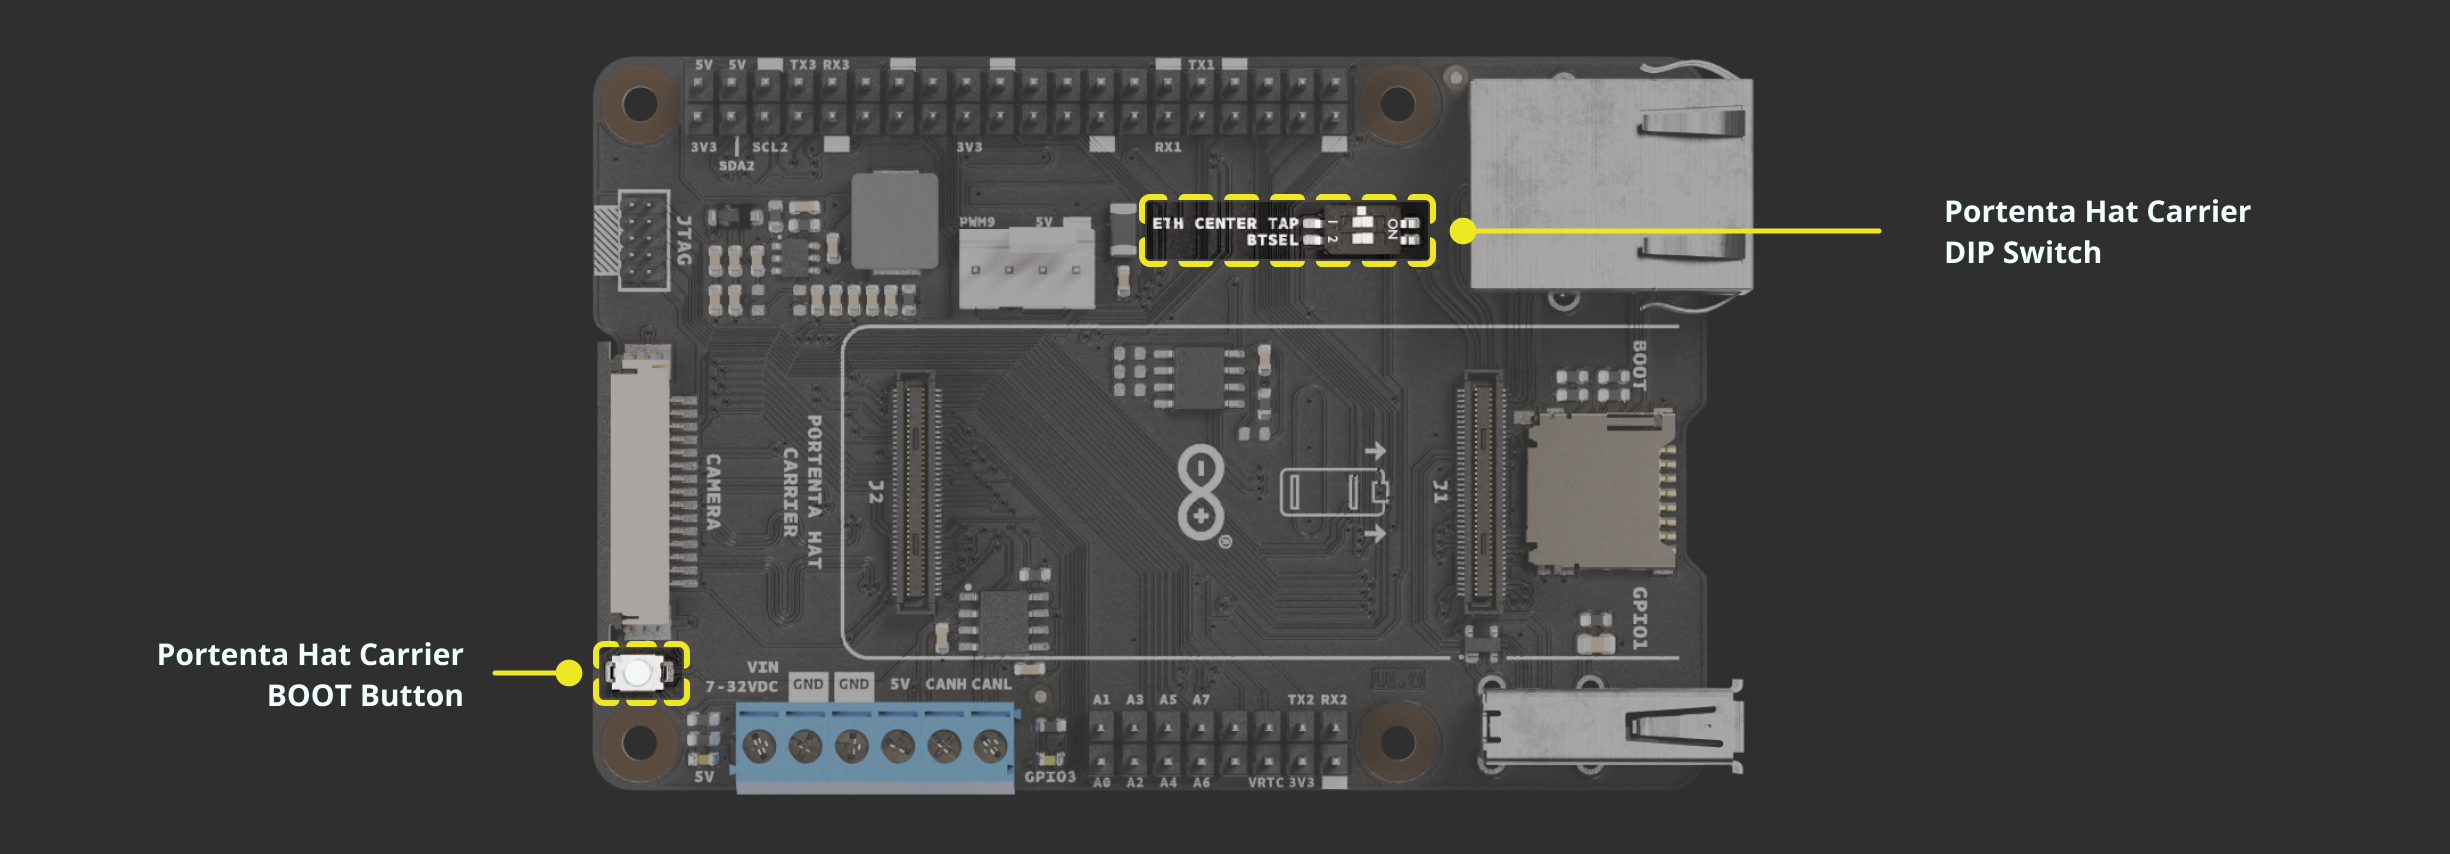 5V 5V TX3 RX3 TX1
3V3 SCL2 3V3 RX1
SDA2
JTAG
PWM9 5V
ETH CENTER TAP 1 ON
BTSEL 2
Portenta Hat Carrier
DIP Switch
BOOT
CAMERA
PORTENTA HAT
CARRIER
J2
J1
®
GPIO1
Portenta Hat Carrier
BOOT Button
VIN
7-32VDC GND GND 5V CANH CANL
A1 A3 A5 A7 TX2 RX2
5V GPIO3
A0 A2 A4 A6 VRTC 3V3